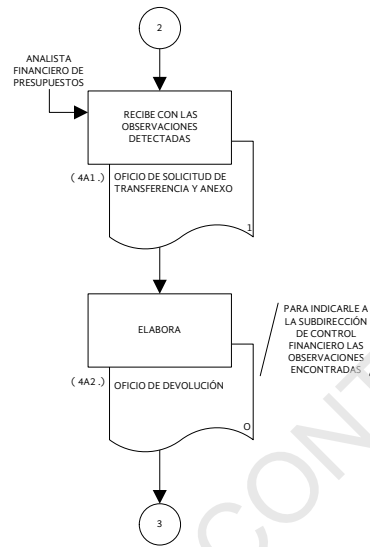 2
ANALISTA
FINANCIERO DE
PRESUPUESTOS
RECIBE CON LAS
OBSERVACIONES
DETECTADAS
( 4A1 .)
OFICIO DE SOLICITUD DE
TRANSFERENCIA Y ANEXO
1
ELABORA
PARA INDICARLE A
LA SUBDIRECCIÓN
DE CONTROL
FINANCIERO LAS
OBSERVACIONES
ENCONTRADAS
( 4A2 .)
OFICIO DE DEVOLUCIÓN
O
3
CONT